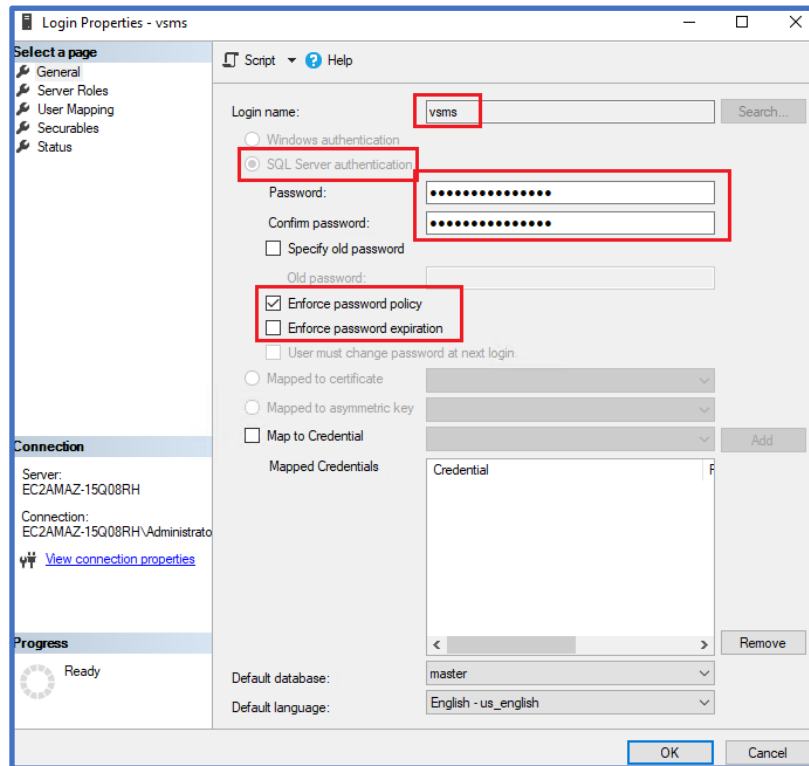 Login Properties - vsms
Select a page
General
Server Roles
User Mapping
Securables
Status
Script
Help
Login name:
vsms
Search...
Windows authentication
SQL Server authentication
Password:
●●●●●●●●●●●●●●●
Confirm password:
●●●●●●●●●●●●●●●
Specify old password
Old password:
Enforce password policy
Enforce password expiration
User must change password at next login.
Mapped to certificate
Mapped to asymmetric key
Map to Credential
Add
Mapped Credentials
Credential
Remove
Default database:
master
Default language:
English - us_english
Connection
Server:
EC2AMAZ-15Q08RH
Connection:
EC2AMAZ-15Q08RH\Administrato
View connection properties
Progress
Ready
OK
Cancel